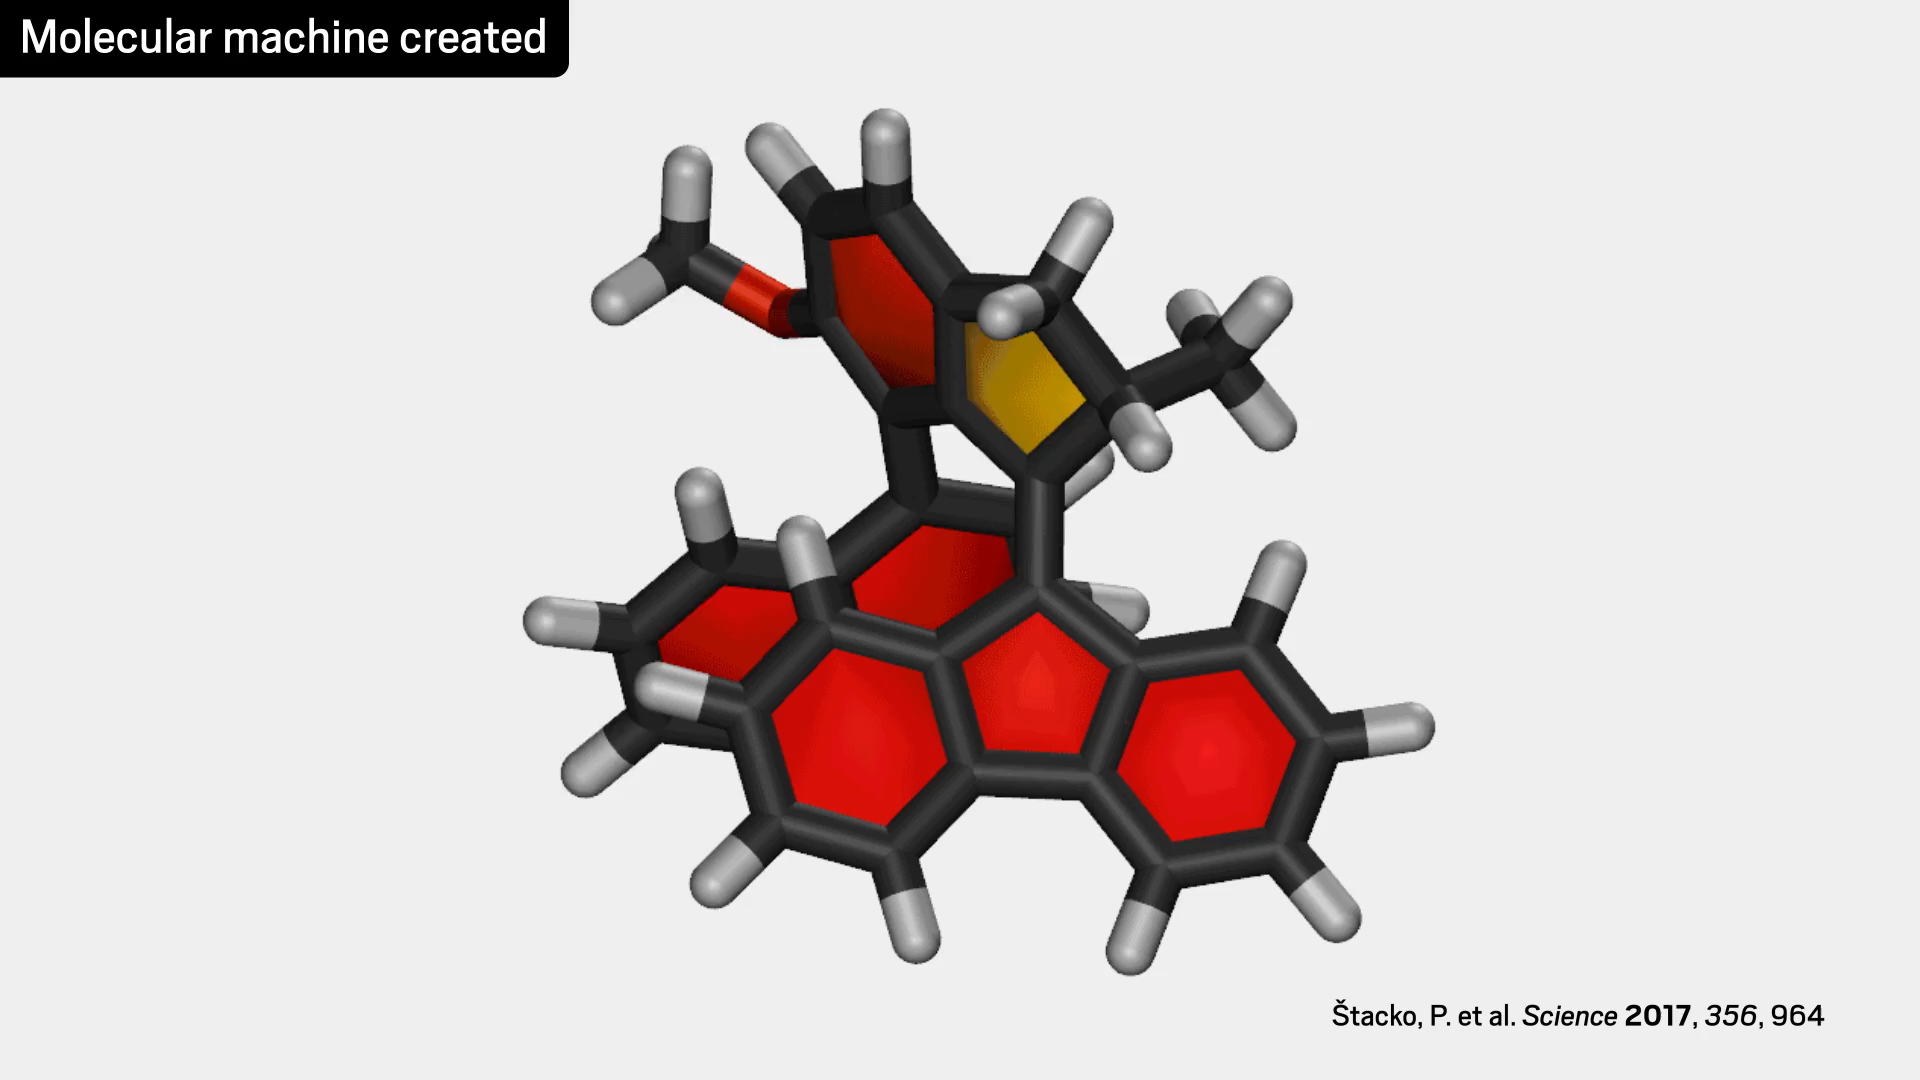 Molecular machine created
Štacko, P. et al. Science 2017, 356, 964